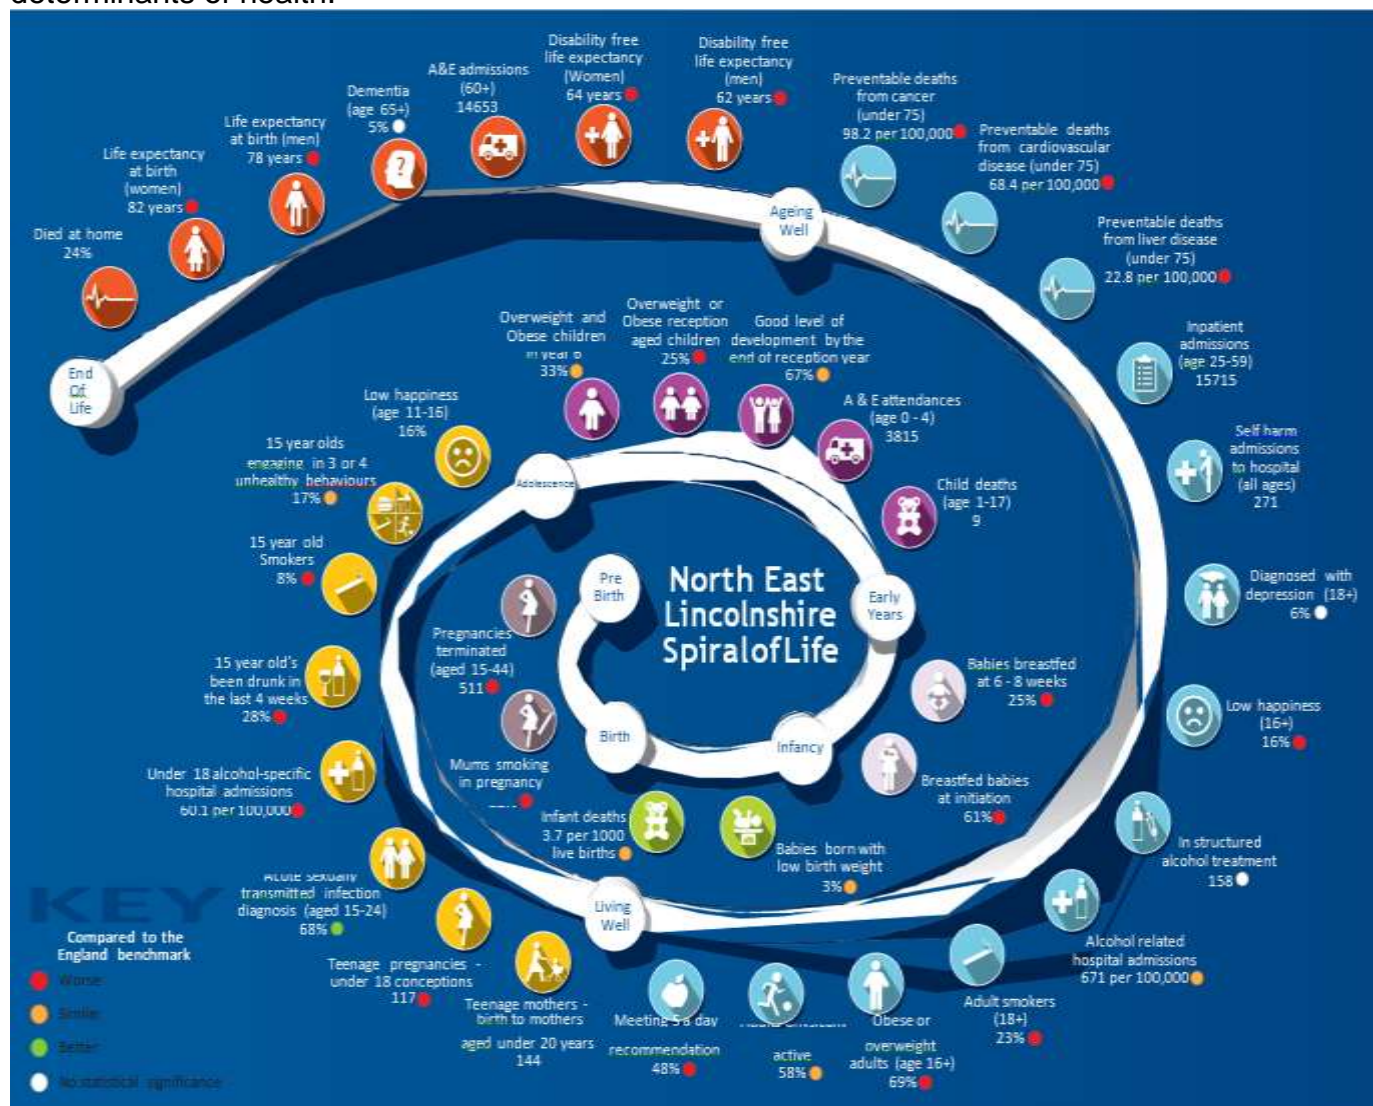 determinants of health.
Disability free
life expectancy
(Women)
64 years
Disability free
life expectancy
(men)
62 years
A&E admissions
(60+)
14653
Dementia
(age 65+)
5%
Life expectancy
at birth (men)
78 years
Life expectancy
at birth
(women)
82 years
Died at home
24%
Preventable deaths
from cancer
(under 75)
98.2 per 100,000
Preventable deaths
from cardiovascular
disease (under 75)
68.4 per 100,000
Preventable deaths
from liver disease
(under 75)
22.8 per 100,000
Inpatient
admissions
(age 25-59)
15715
Self harm
admissions
to hospital
(all ages)
271
Diagnosed with
depression (18+)
6%
Low happiness
(16+)
16%
In structured
alcohol treatment
158
Alcohol related
hospital admissions
671 per 100,000
Adult smokers
(18+)
23%
Obese or
overweight
adults (age 16+)
69%
active
58%
Meeting 5 a day
recommendation
48%
Teenage mothers -
birth to mothers
aged under 20 years
144
Teenage pregnancies -
under 18 conceptions
117
Acute sexually
transmitted infection
diagnosis (aged 15-24)
68%
Under 18 alcohol-specific
hospital admissions
60.1 per 100,000
15 year old's
been drunk in
the last 4 weeks
28%
15 year old
Smokers
8%
15 year olds
engaging in 3 or 4
unhealthy behaviours
17%
Low happiness
(age 11-16)
16%
Overweight and
Obese children
in year 6
33%
Overweight or
Obese reception
aged children
25%
Good level of
development by the
end of reception year
67%
A & E attendances
(age 0 - 4)
3815
Child deaths
(age 1-17)
9
Babies breastfed
at 6 - 8 weeks
25%
Breastfed babies
at initiation
61%
Babies born with
low birth weight
3%
Infant deaths
3.7 per 1000
live births
Mums smoking
in pregnancy
Pregnancies
terminated
(aged 15-44)
511
Pre
Birth
Birth
Infancy
Early
Years
Adolescence
Living
Well
Ageing
Well
End
Of
Life
North East
Lincolnshire
Spiral of Life
KEY
Compared to the
England benchmark
Worse
Similar
Better
No statistical significance